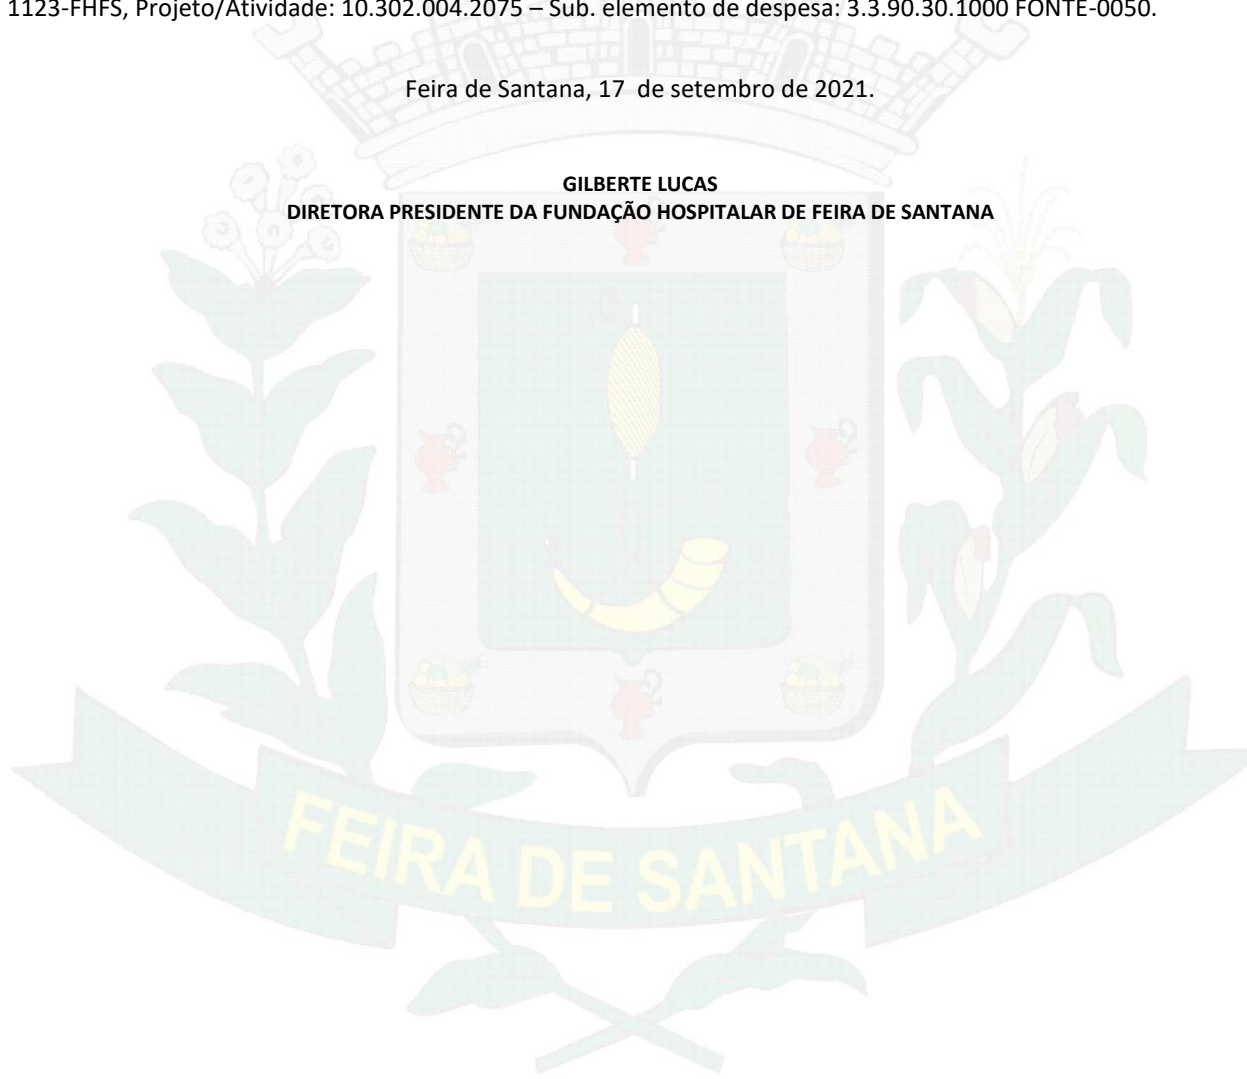 1123-FHFS, Projeto/Atividade: 10.302.004.2075 – Sub. elemento de despesa: 3.3.90.30.1000 FONTE-0050.
Feira de Santana, 17 de setembro de 2021.
GILBERTE LUCAS
DIRETORA PRESIDENTE DA FUNDAÇÃO HOSPITALAR DE FEIRA DE SANTANA
FEIRA DE SANTANA